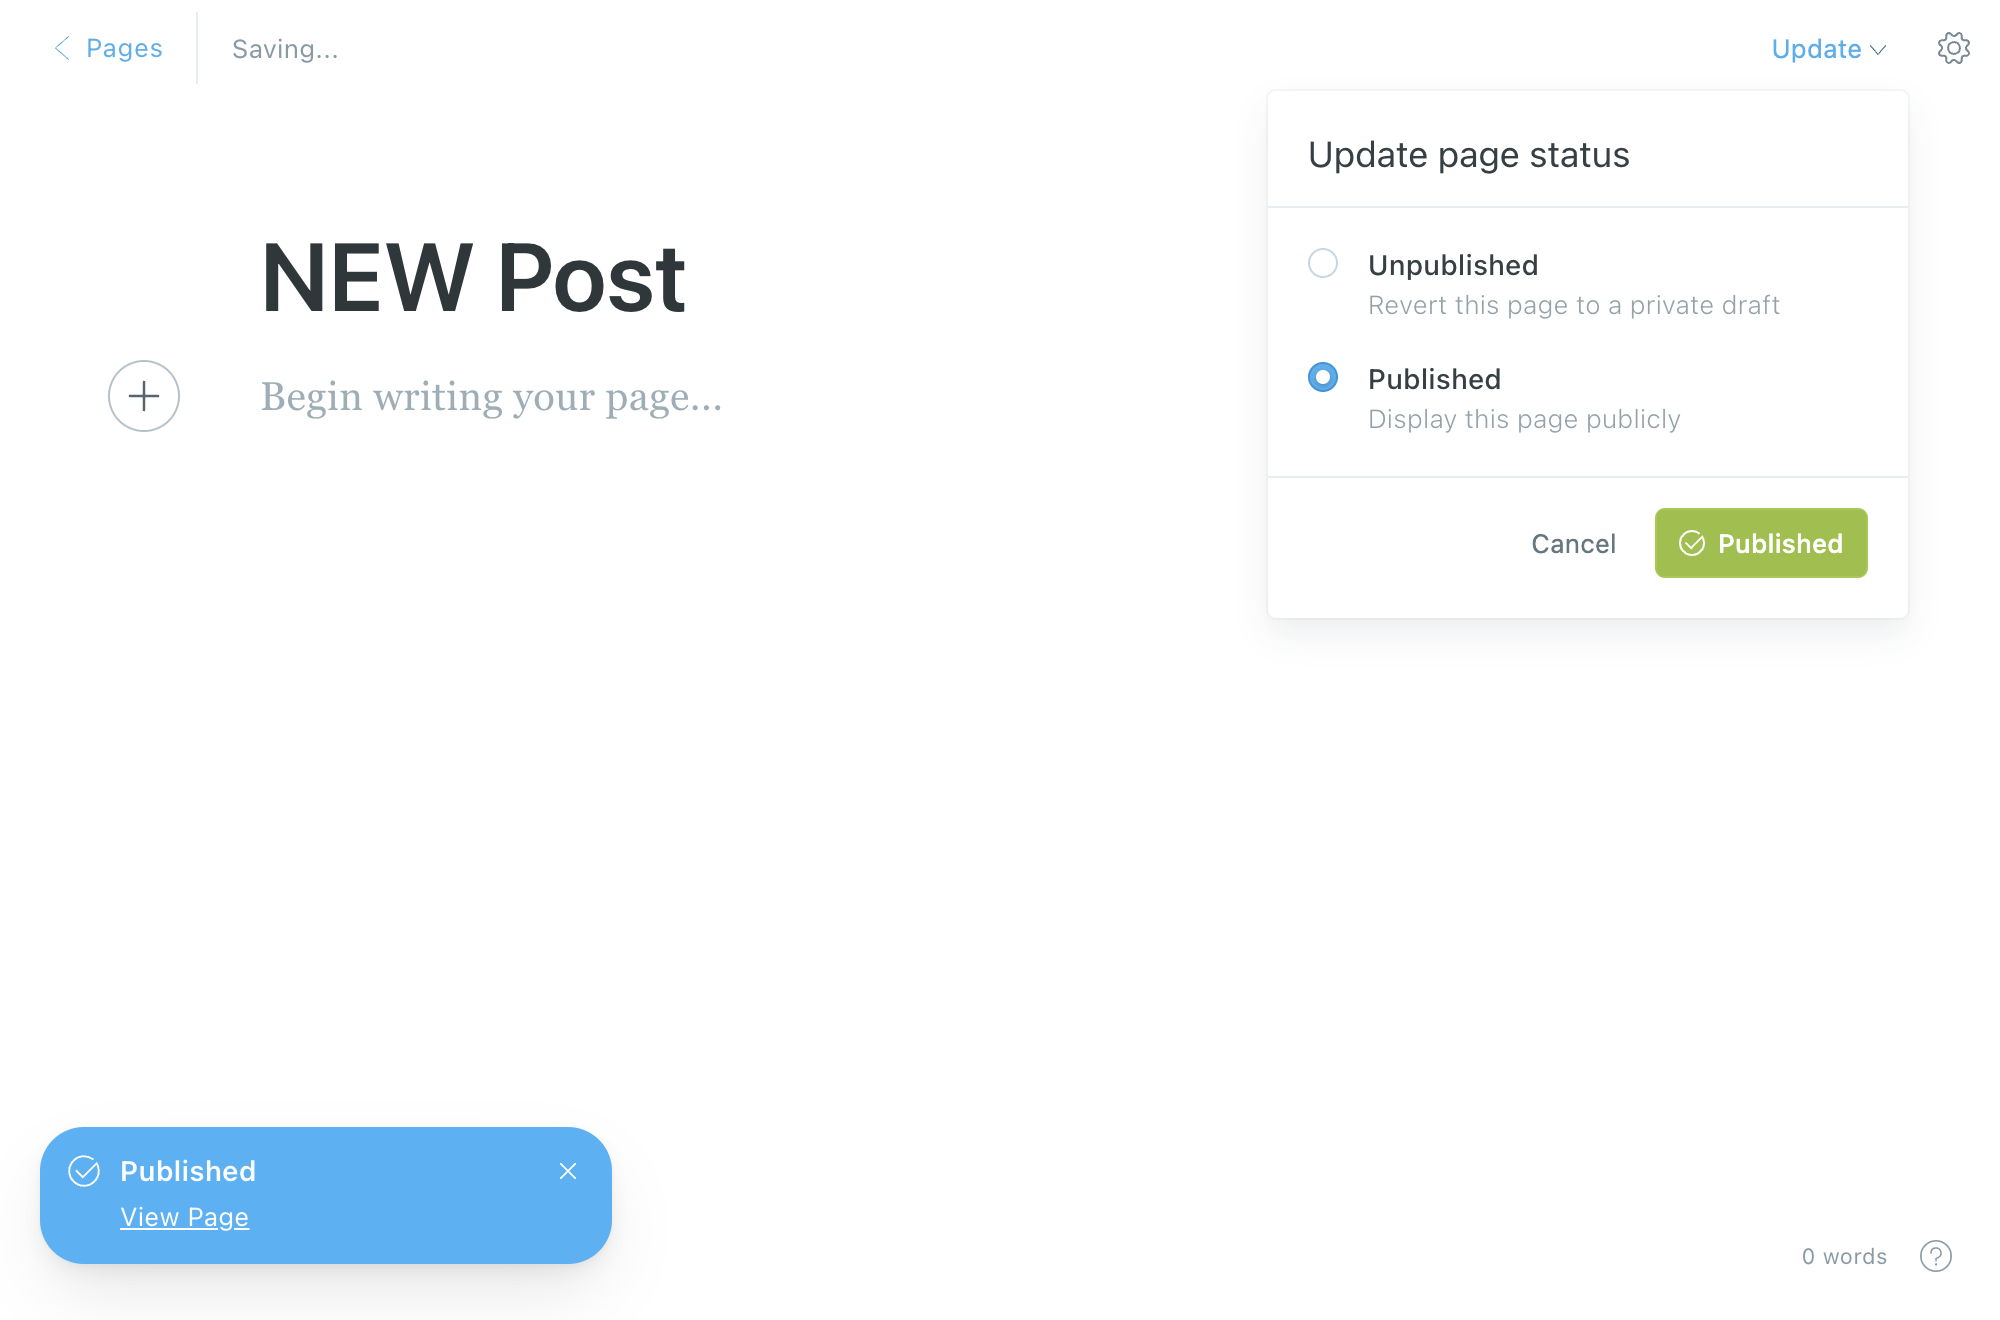 Pages
Saving...
Update
Update page status
NEW Post
Unpublished
Revert this page to a private draft
Published
Display this page publicly
Begin writing your page...
Cancel
Published
Published
View Page
0 words
?